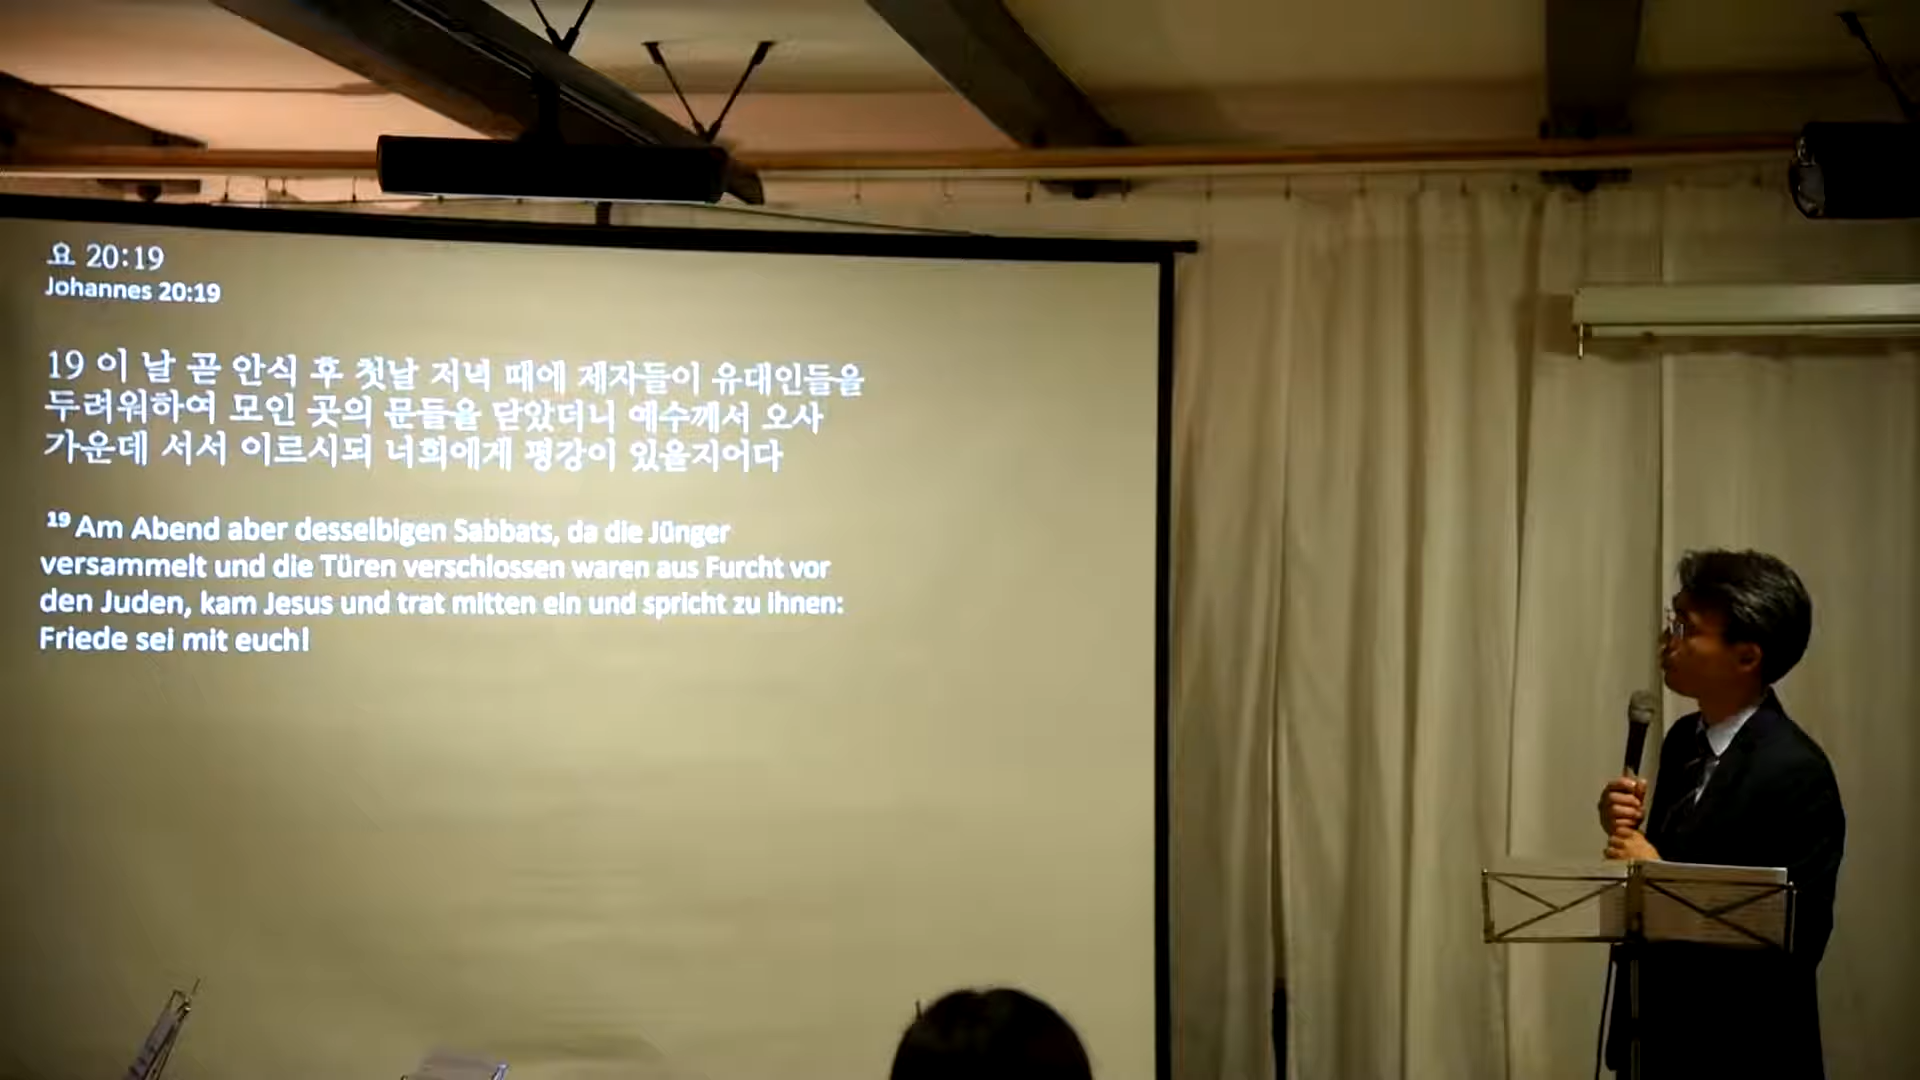 요 20:19
Johannes 20:19
19 이 날 곧 안식 후 첫날 저녁 때에 제자들이 유대인들을
두려워하여 모인 곳의 문들을 닫았더니 예수께서 오사
가운데 서서 이르시되 너희에게 평강이 있을지어다
19 Am Abend aber desselbigen Sabbats, da die Jünger
versammelt und die Türen verschlossen waren aus Furcht vor
den Juden, kam Jesus und trat mitten ein und spricht zu ihnen:
Friede sei mit euch!